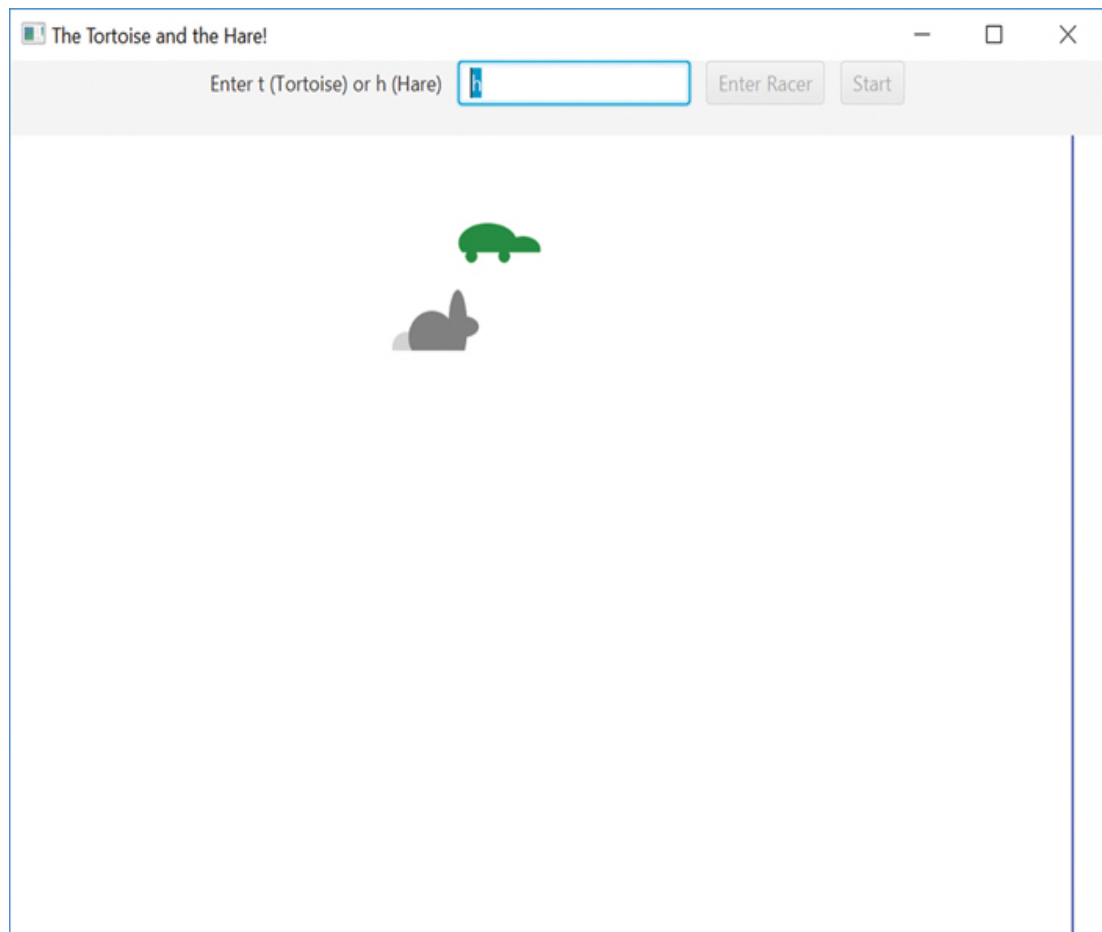 The Tortoise and the Hare!
Enter t (Tortoise) or h (Hare) h Enter Racer Start